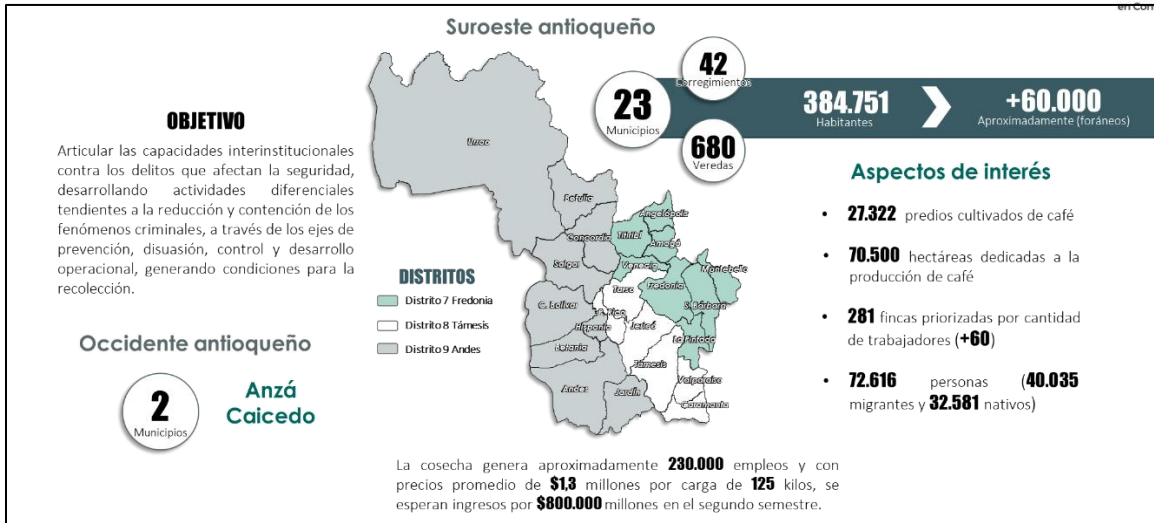 en Cor
Suroeste antioqueño
42
Corregimientos
23
Municipios
680
Veredas
384.751
Habitantes
+60.000
Aproximadamente (foráneos)
OBJETIVO
Articular las capacidades interinstitucionales
contra los delitos que afectan la seguridad,
desarrollando actividades diferenciales
tendientes a la reducción y contención de los
fenómenos criminales, a través de los ejes de
prevención, disuasión, control y desarrollo
operacional, generando condiciones para la
recolección.
Occidente antioqueño
2
Municipios
Anzá
Caicedo
DISTRITOS
Distrito 7 Fredonia
Distrito 8 Támesis
Distrito 9 Andes
Urrao
Betulia
Concordia
Salgar
C. Bolívar
Hispania
Betania
Andes
Jardín
Angelópolis
Titiribí
Amagá
Venecia
Fredonia
Montebello
S. Bárbara
La Pintada
Tarso
P. Rico
Jericó
Támesis
Valparaíso
Caramanta
Aspectos de interés
• 27.322 predios cultivados de café
• 70.500 hectáreas dedicadas a la
producción de café
• 281 fincas priorizadas por cantidad
de trabajadores (+60)
• 72.616 personas (40.035
migrantes y 32.581 nativos)
La cosecha genera aproximadamente 230.000 empleos y con
precios promedio de $1,3 millones por carga de 125 kilos, se
esperan ingresos por $800.000 millones en el segundo semestre.